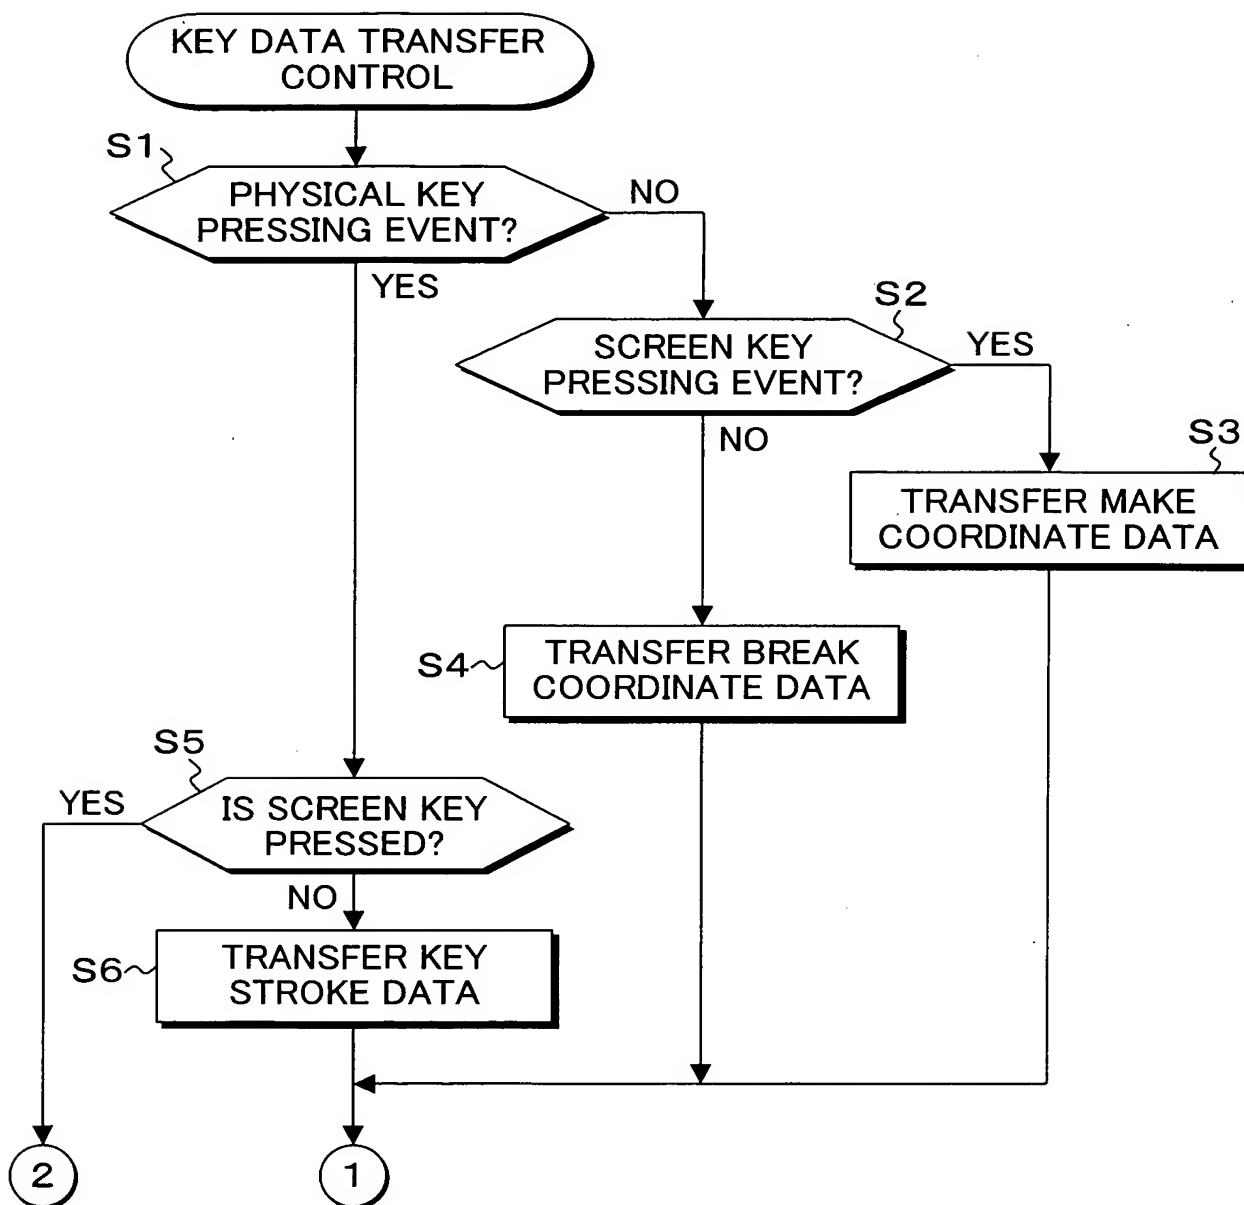 KEY DATA TRANSFER
CONTROL
S1
PHYSICAL KEY
PRESSING EVENT?
NO
YES
S2
SCREEN KEY
PRESSING EVENT?
YES
NO
S3
TRANSFER MAKE
COORDINATE DATA
S4
TRANSFER BREAK
COORDINATE DATA
S5
YES
IS SCREEN KEY
PRESSED?
NO
S6
TRANSFER KEY
STROKE DATA
2
1